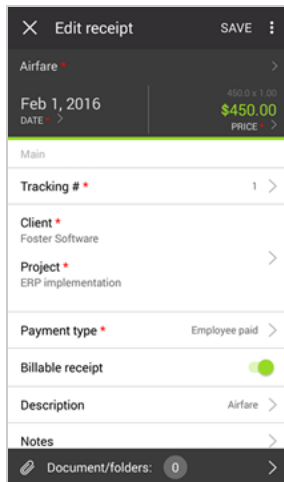 Edit receipt SAVE
Airfare *
450.0 x 1.00
Feb 1, 2016 $450.00
DATE * PRICE *
Main
Tracking # * 1
Client *
Foster Software
Project *
ERP implementation
Payment type * Employee paid
Billable receipt
Description Airfare
Notes
Document/folders: 0